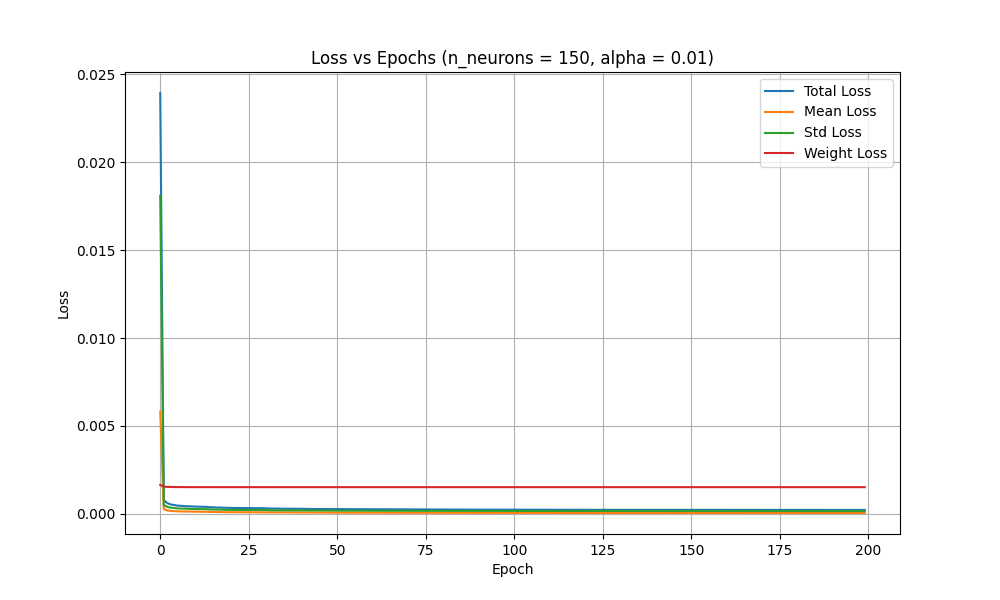 Loss vs Epochs (n_neurons = 150, alpha = 0.01)
Total Loss
Mean Loss
Std Loss
Weight Loss
Loss
0.025
0.020
0.015
0.010
0.005
0.000
0 25 50 75 100 125 150 175 200
Epoch